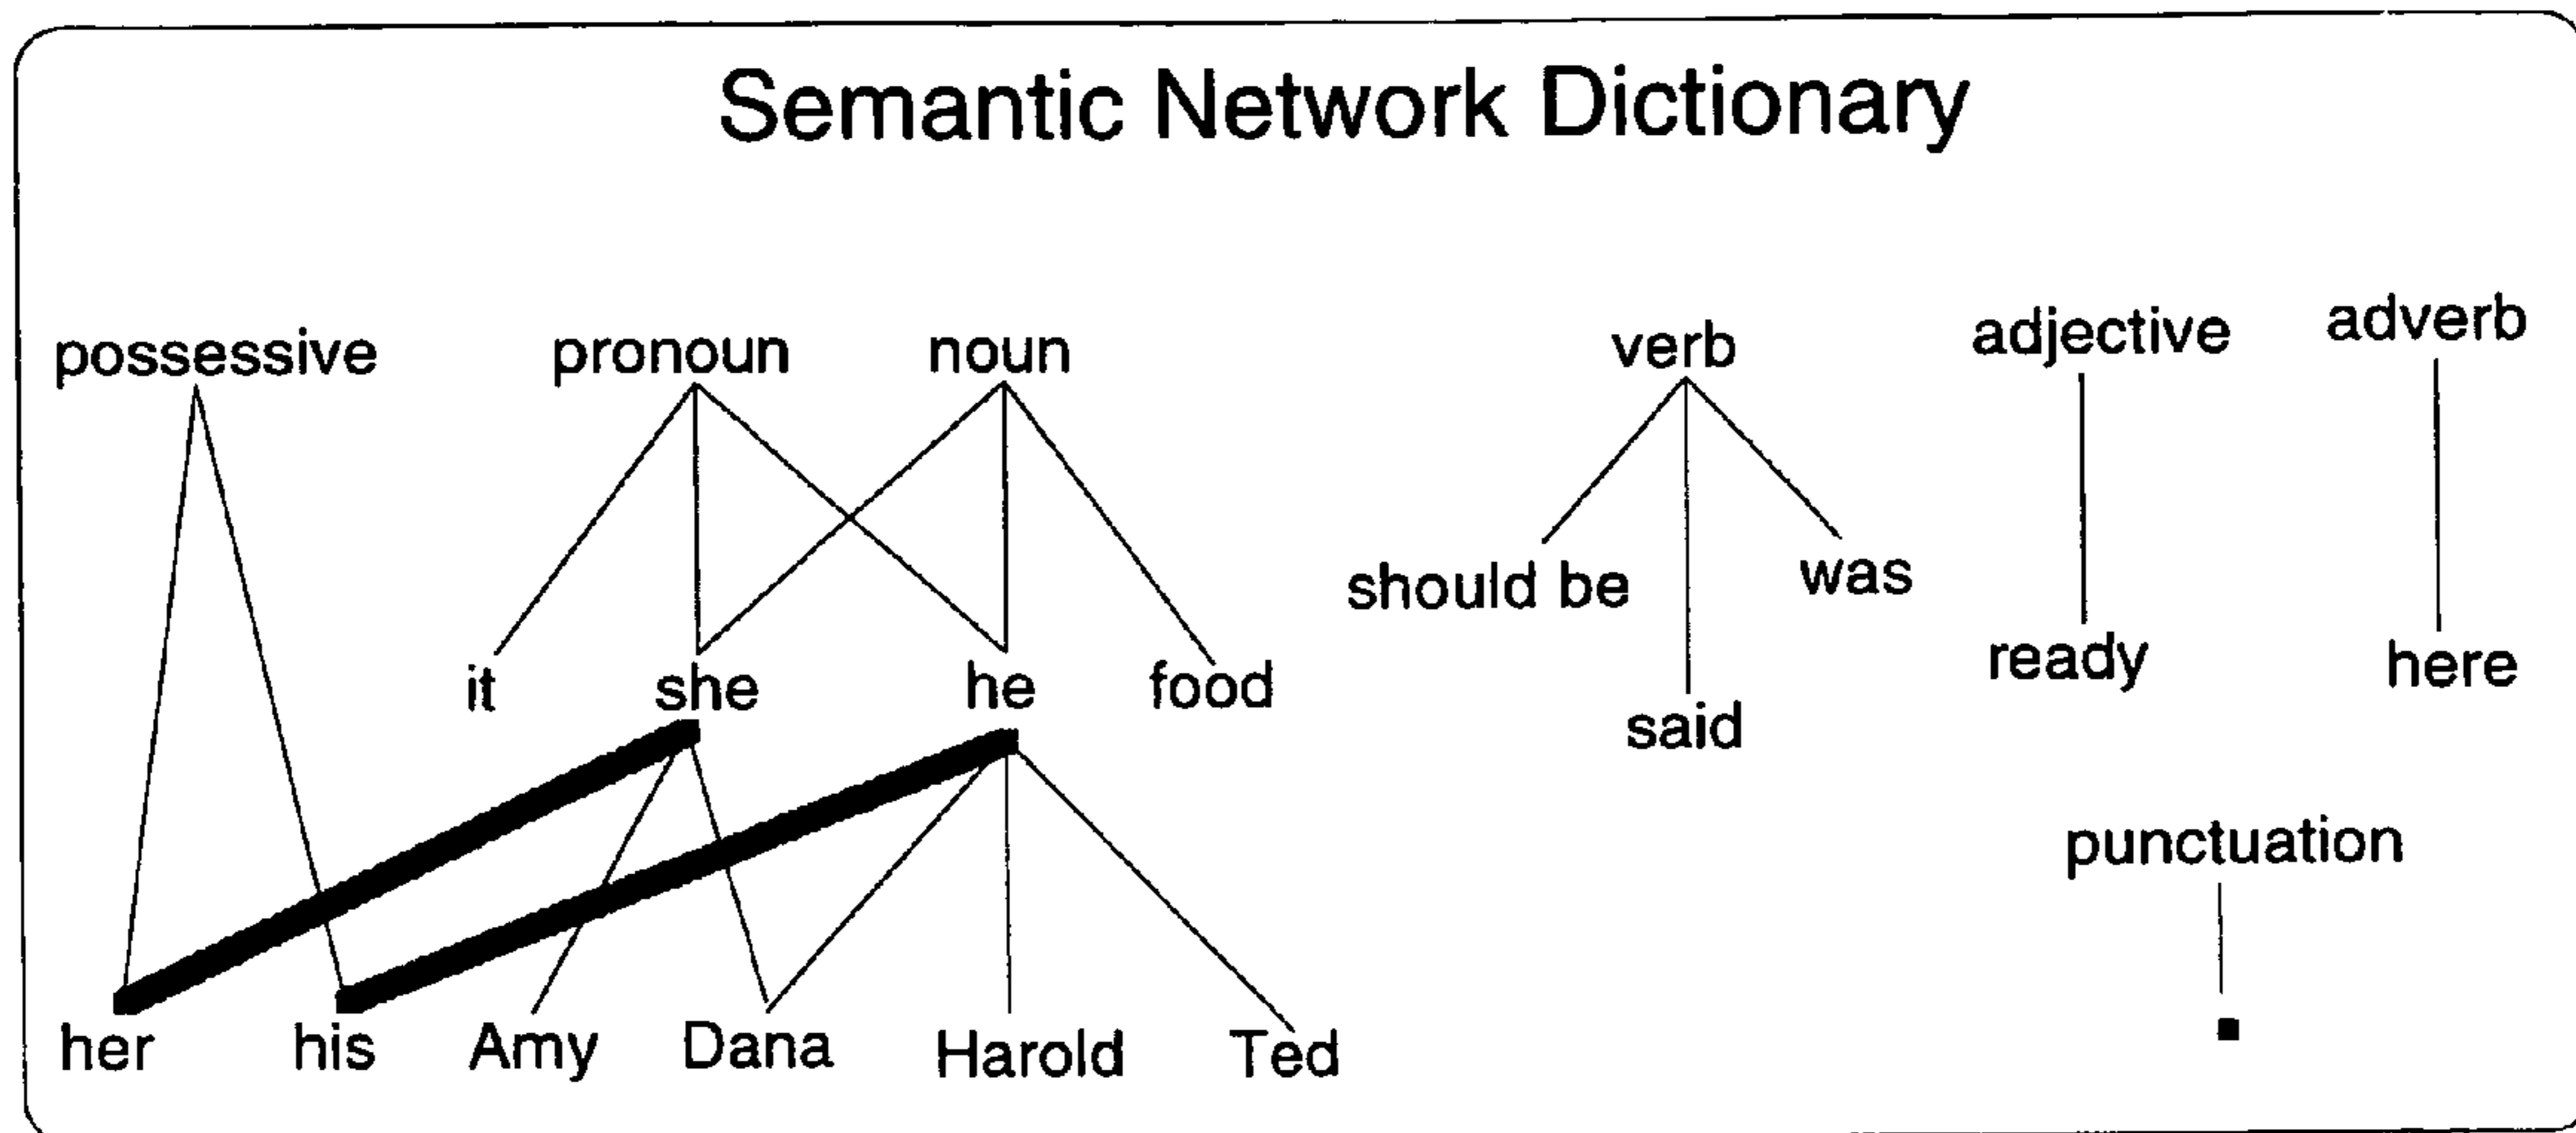 Semantic Network Dictionary
possessive pronoun noun verb adjective adverb
it she he food should be said was ready here
punctuation
her his Amy Dana Harold Ted .